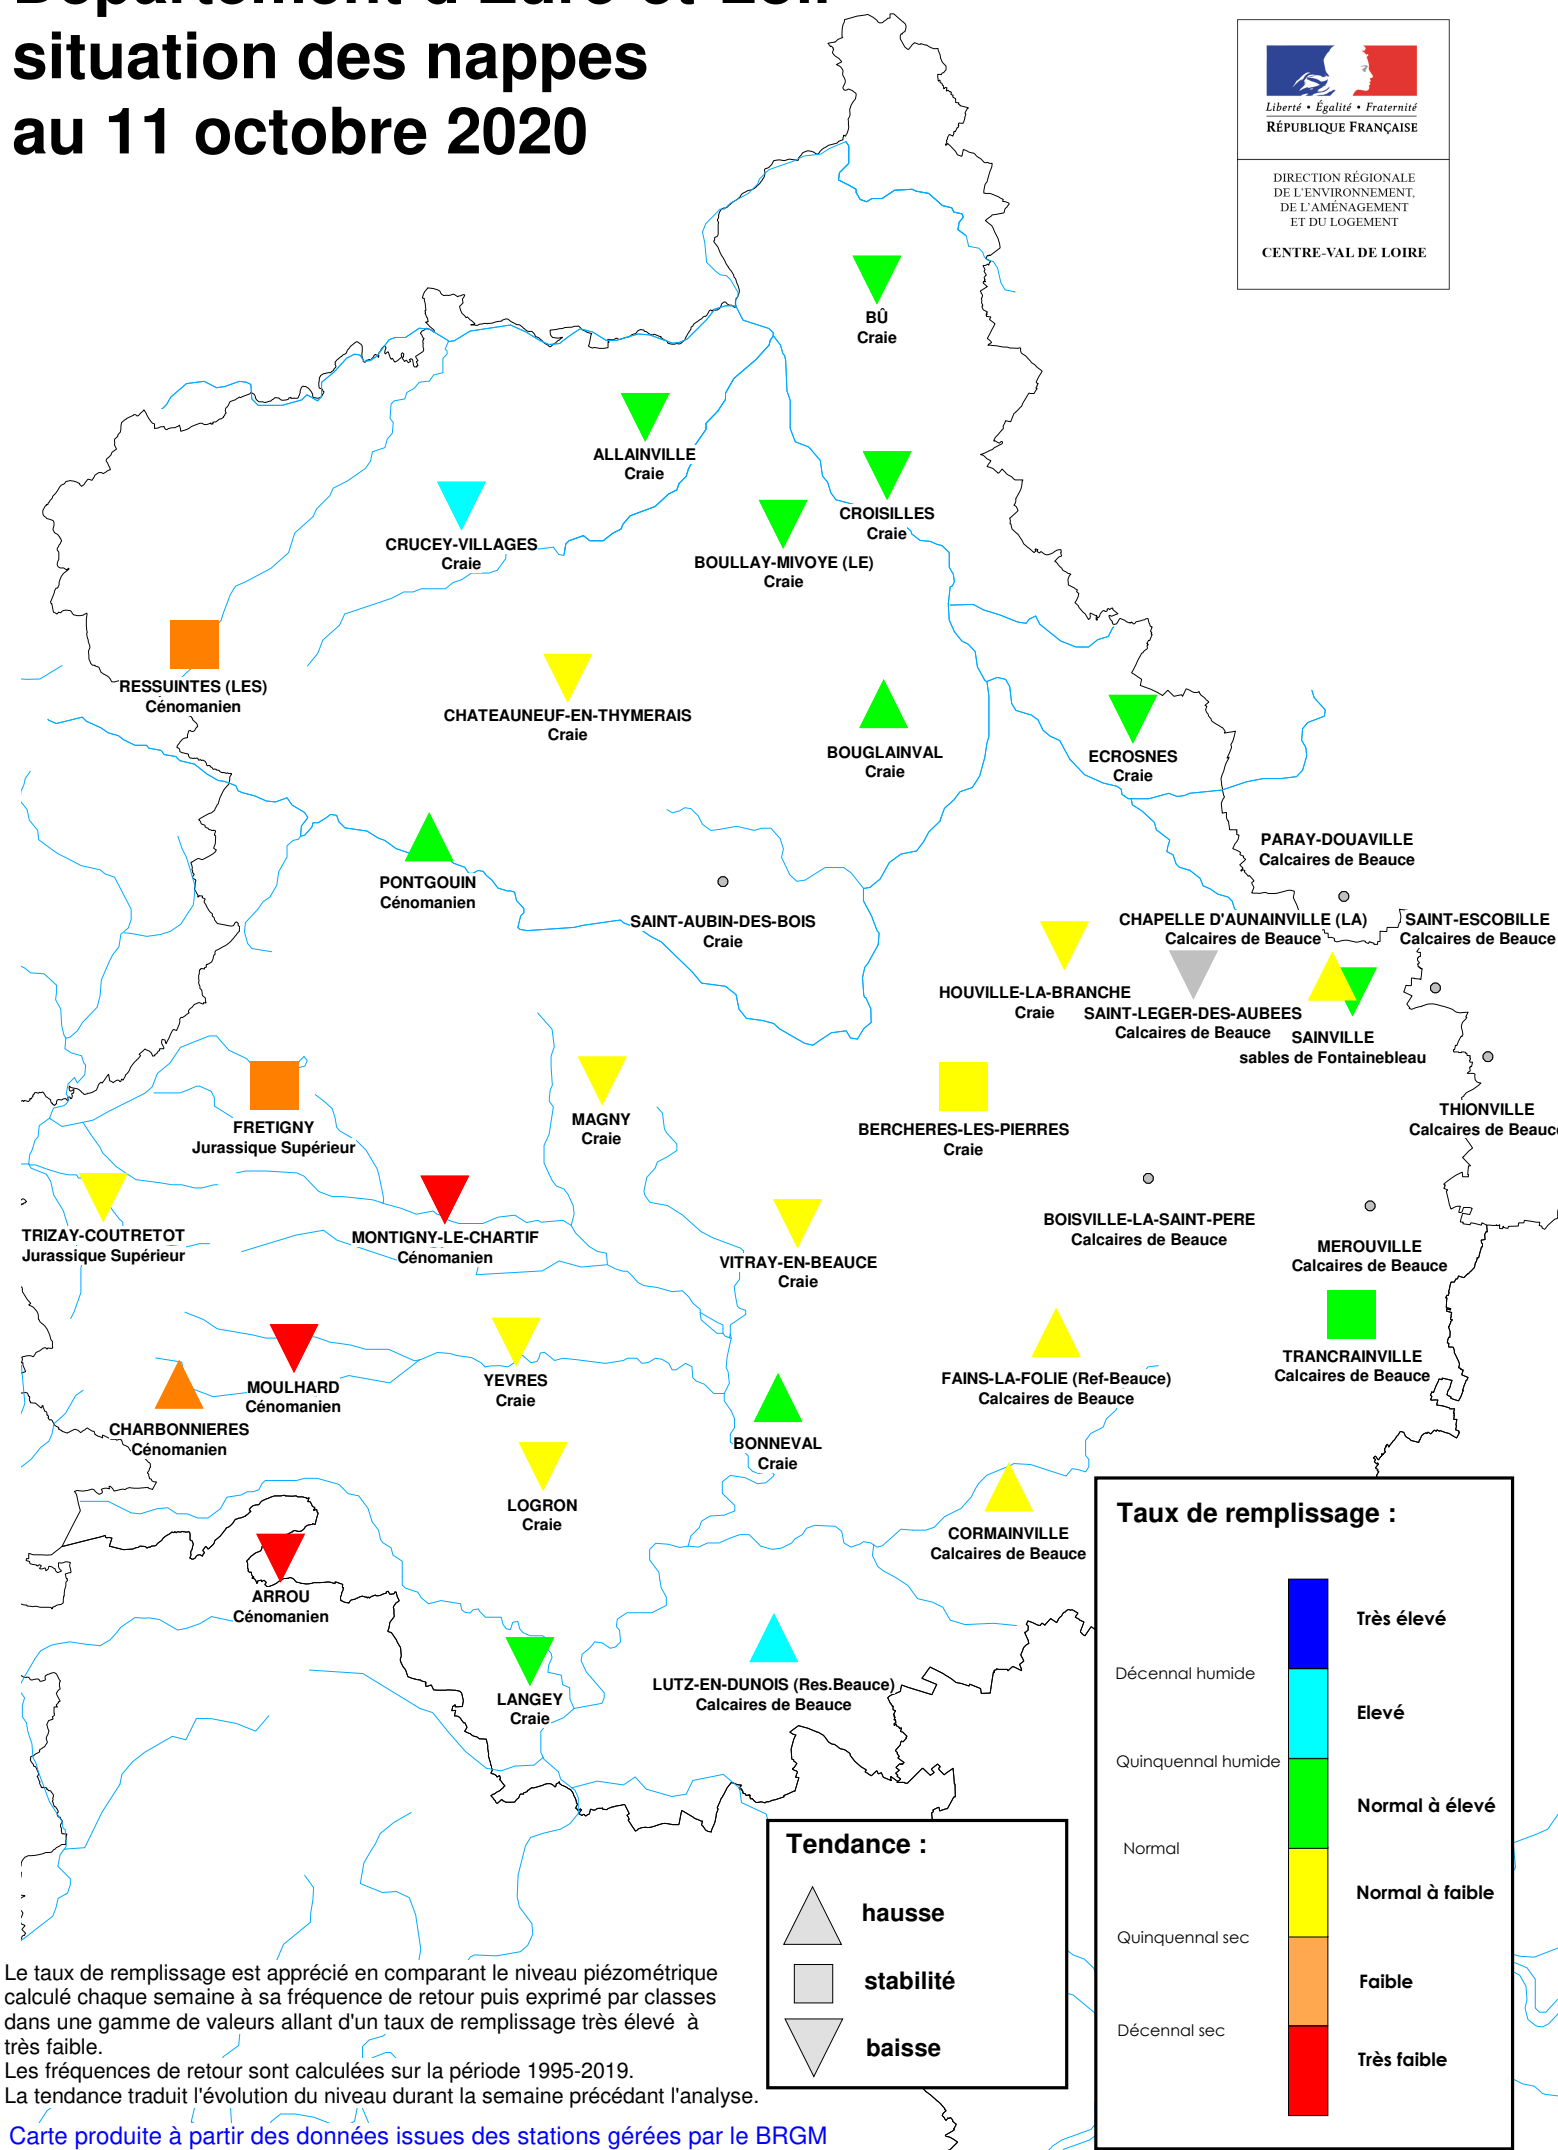 situation des nappes
au 11 octobre 2020
Liberté • Égalité • Fraternité
RÉPUBLIQUE FRANÇAISE
DIRECTION RÉGIONALE
DE L'ENVIRONNEMENT,
DE L'AMÉNAGEMENT
ET DU LOGEMENT
CENTRE-VAL DE LOIRE
BÛ
Craie
ALLAINVILLE
Craie
CROISILLES
Craie
CRUCEY-VILLAGES
Craie
BOULLAY-MIVOYE (LE)
Craie
RESSUINTES (LES)
Cénomanien
CHATEAUNEUF-EN-THYMERAIS
Craie
BOUGLAINVAL
Craie
ECROSNES
Craie
PARAY-DOUAVILLE
Calcaires de Beauce
PONTGOUIN
Cénomanien
SAINT-AUBIN-DES-BOIS
Craie
CHAPELLE D'AUNAINVILLE (LA)
Calcaires de Beauce
SAINT-ESCOBILLE
Calcaires de Beauce
HOUVILLE-LA-BRANCHE
Craie
SAINT-LEGER-DES-AUBEES
Calcaires de Beauce
SAINVILLE
sables de Fontainebleau
FRETIGNY
Jurassique Supérieur
MAGNY
Craie
BERCHERES-LES-PIERRES
Craie
THIONVILLE
Calcaires de Beauce
TRIZAY-COUTRETOT
Jurassique Supérieur
MONTIGNY-LE-CHARTIF
Cénomanien
VITRAY-EN-BEAUCE
Craie
BOISVILLE-LA-SAINT-PERE
Calcaires de Beauce
MEROUVILLE
Calcaires de Beauce
TRANCRAINVILLE
Calcaires de Beauce
MOULHARD
Cénomanien
YEVRES
Craie
FAINS-LA-FOLIE (Ref-Beauce)
Calcaires de Beauce
CHARBONNIERES
Cénomanien
BONNEVAL
Craie
LOGRON
Craie
CORMAINVILLE
Calcaires de Beauce
ARROU
Cénomanien
LANGEY
Craie
LUTZ-EN-DUNOIS (Res.Beauce)
Calcaires de Beauce
Taux de remplissage :
Très élevé
Décennal humide
Elevé
Quinquennal humide
Normal à élevé
Normal
Normal à faible
Quinquennal sec
Faible
Décennal sec
Très faible
Tendance :
hausse
stabilité
baisse
Le taux de remplissage est apprécié en comparant le niveau piézométrique
calculé chaque semaine à sa fréquence de retour puis exprimé par classes
dans une gamme de valeurs allant d'un taux de remplissage très élevé à
très faible.
Les fréquences de retour sont calculées sur la période 1995-2019.
La tendance traduit l'évolution du niveau durant la semaine précédant l'analyse.
Carte produite à partir des données issues des stations gérées par le BRGM